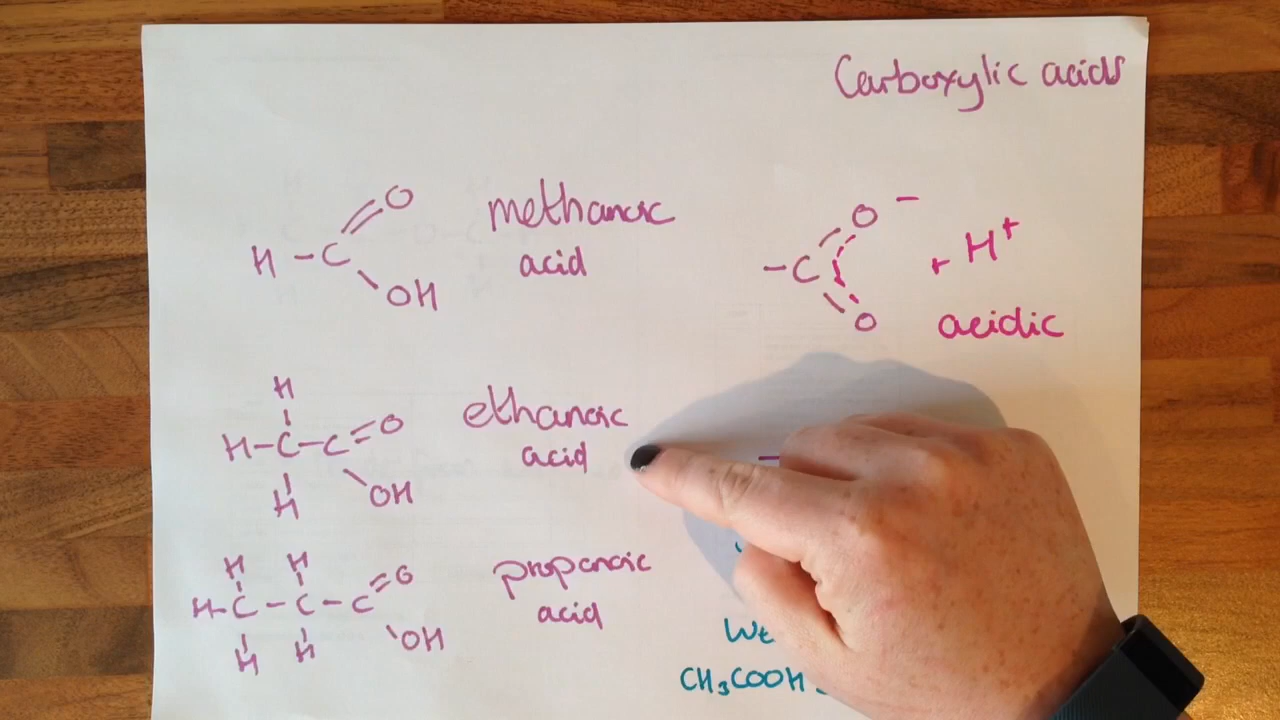 Carboxylic acids
O
H - C
OH
methanoic
acid
O -
- C
O
+ H+
acidic
H
H - C - C = O
H
OH
ethanoic
acid
H H
H - C - C - C = O
H H
OH
propanoic
acid
CH3COOH